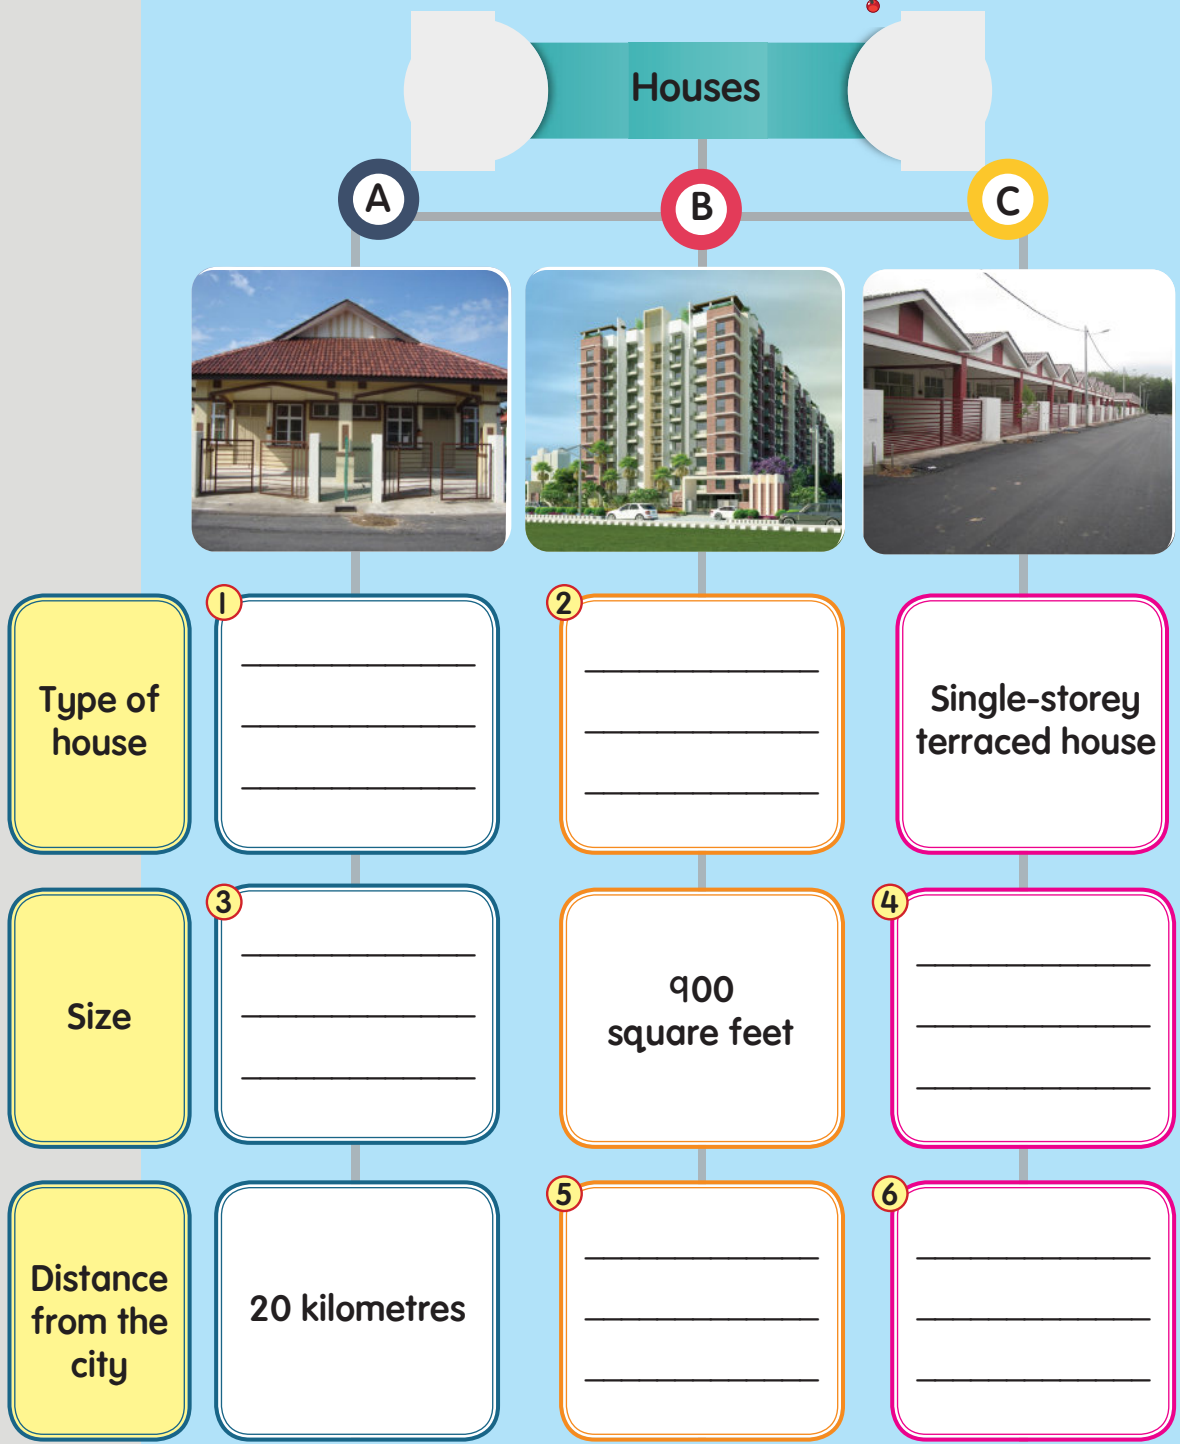 Houses
A
B
C
Type of
house
1
2
Single-storey
terraced house
Size
3
900
square feet
4
Distance
from the
city
20 kilometres
5
6